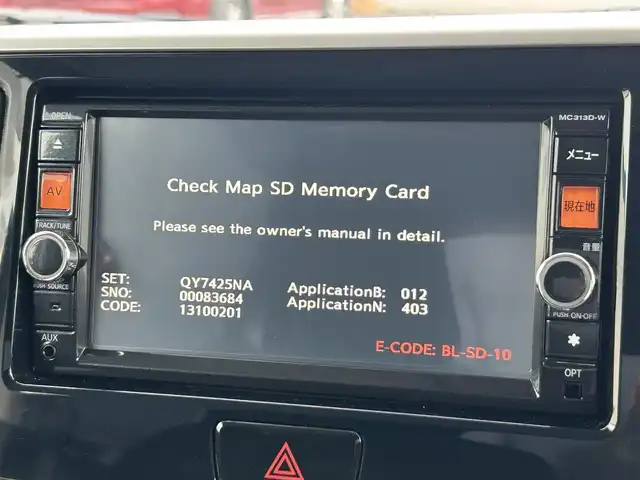 OPEN
MC313D-W
メニュー
AV
現在地
TRACK/TUNE
音量
PUSH SOURCE
PUSH ON-OFF
AUX
OPT
Check Map SD Memory Card
Please see the owner's manual in detail.
SET: QY7425NA ApplicationB: 012
SNO: 00083684 ApplicationN: 403
CODE: 13100201
E-CODE: BL-SD-10